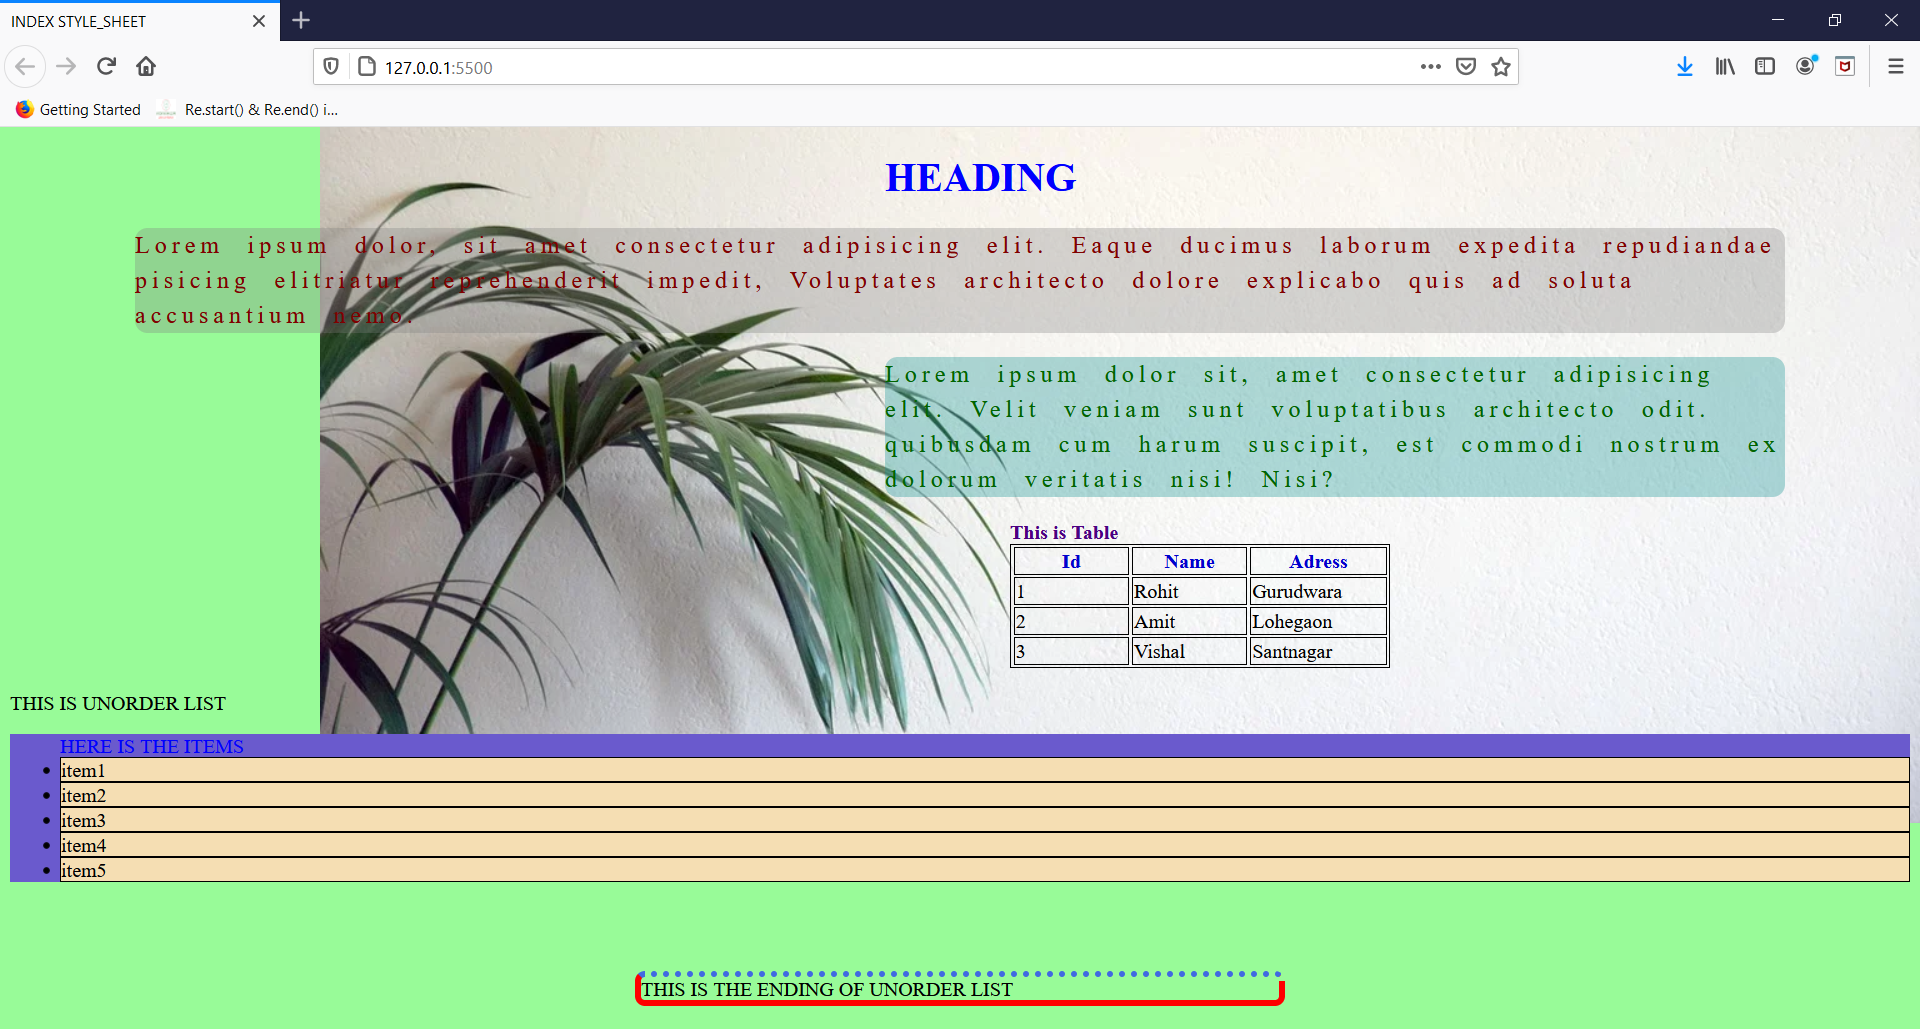 INDEX STYLE_SHEET
127.0.0.1:5500
Getting Started Re.start() & Re.end() i...
HEADING
Lorem ipsum dolor, sit amet consectetur adipisicing elit. Eaque ducimus laborum expedita repudiandae
pisicing elitriatur reprehenderit impedit, Voluptates architecto dolore explicabo quis ad soluta
accusantium nemo.
Lorem ipsum dolor sit, amet consectetur adipisicing
elit. Velit veniam sunt voluptatibus architecto odit.
quibusdam cum harum suscipit, est commodi nostrum ex
dolorum veritatis nisi! Nisi?
This is Table
Id Name Adress
1 Rohit Gurudwara
2 Amit Lohegaon
3 Vishal Santnagar
THIS IS UNORDER LIST
HERE IS THE ITEMS
item1
item2
item3
item4
item5
THIS IS THE ENDING OF UNORDER LIST